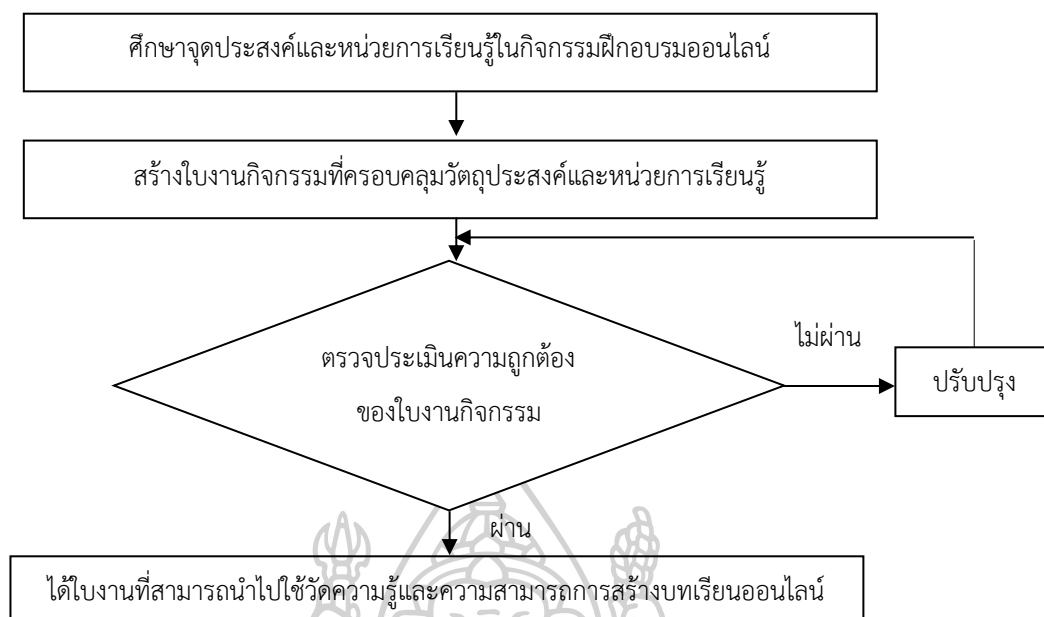 ศึกษาจุดประสงค์และหน่วยการเรียนรู้ในกิจกรรมฝึกอบรมออนไลน์
สร้างใบงานกิจกรรมที่ครอบคลุมวัตถุประสงค์และหน่วยการเรียนรู้
ตรวจประเมินความถูกต้อง
ของใบงานกิจกรรม
ไม่ผ่าน
ปรับปรุง
ผ่าน
ได้ใบงานที่สามารถนำไปใช้วัดความรู้และความสามารถการสร้างบทเรียนออนไลน์